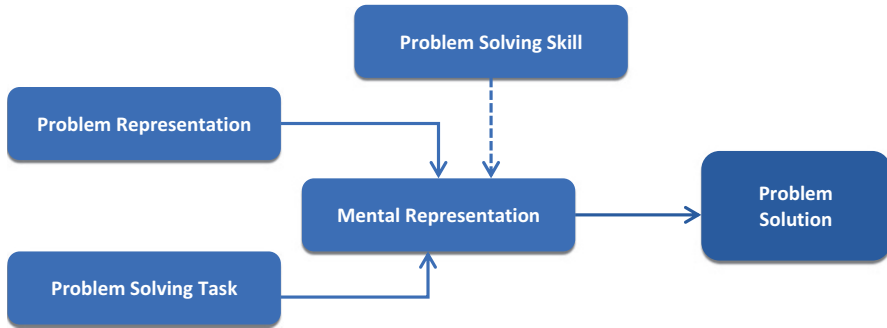 Problem Solving Skill
Problem Representation
Mental Representation
Problem
Solution
Problem Solving Task